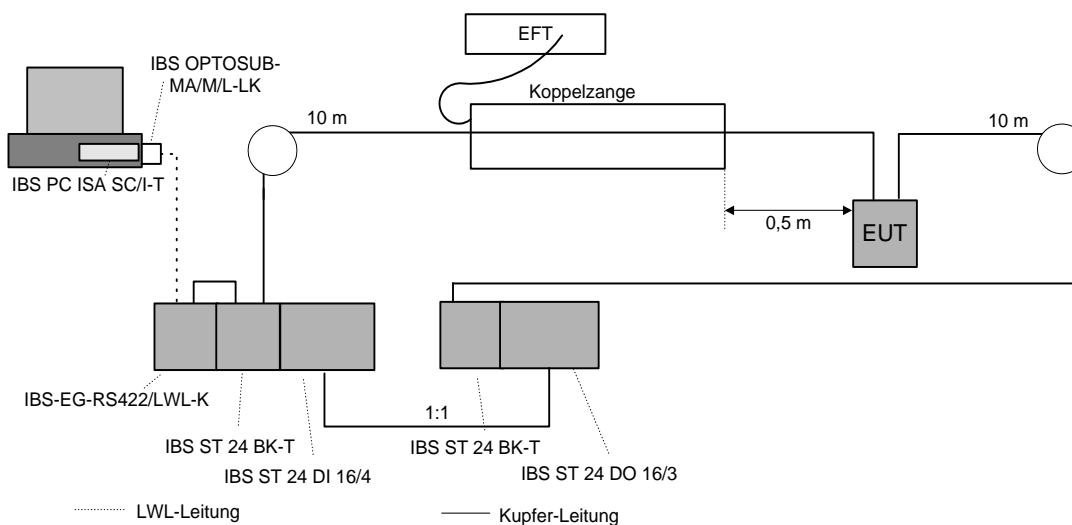 EFT
IBS OPTOSUB-
MA/M/L-LK
Koppelzange
10 m
10 m
IBS PC ISA SC/I-T
0,5 m
EUT
IBS-EG-RS422/LWL-K
1:1
IBS ST 24 BK-T
IBS ST 24 BK-T
IBS ST 24 DI 16/4
IBS ST 24 DO 16/3
LWL-Leitung
Kupfer-Leitung